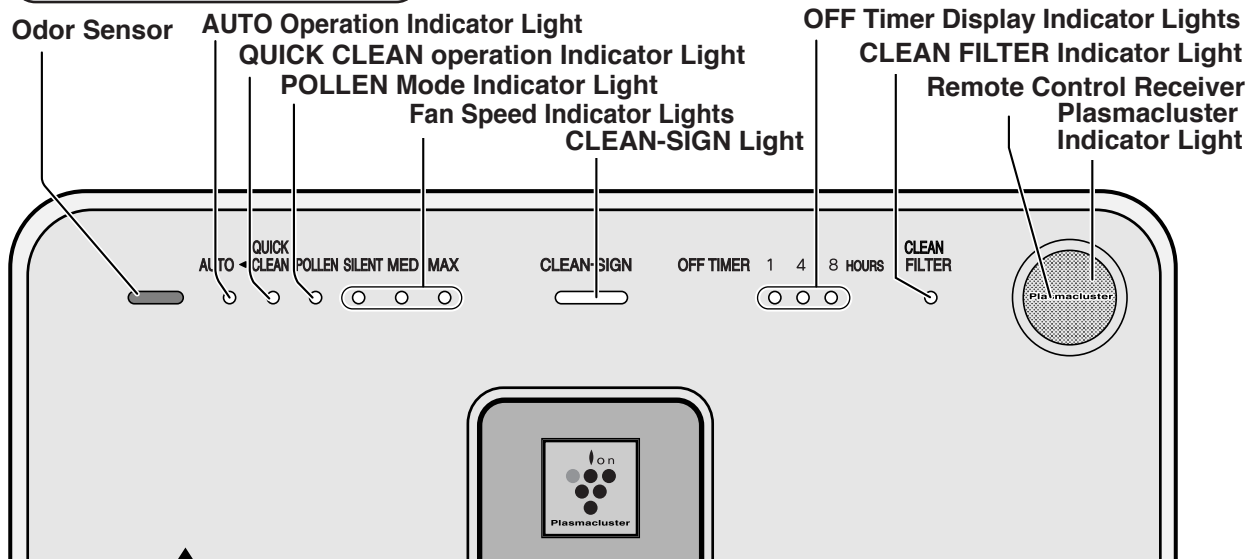 Odor Sensor
AUTO Operation Indicator Light
QUICK CLEAN operation Indicator Light
POLLEN Mode Indicator Light
Fan Speed Indicator Lights
CLEAN-SIGN Light
OFF Timer Display Indicator Lights
CLEAN FILTER Indicator Light
Remote Control Receiver
Plasmacluster
Indicator Light
AUTO
QUICK
CLEAN
POLLEN
SILENT MED MAX
CLEAN-SIGN
OFF TIMER 1 4 8 HOURS
CLEAN
FILTER
Plasmacluster
Ion
Plasmacluster